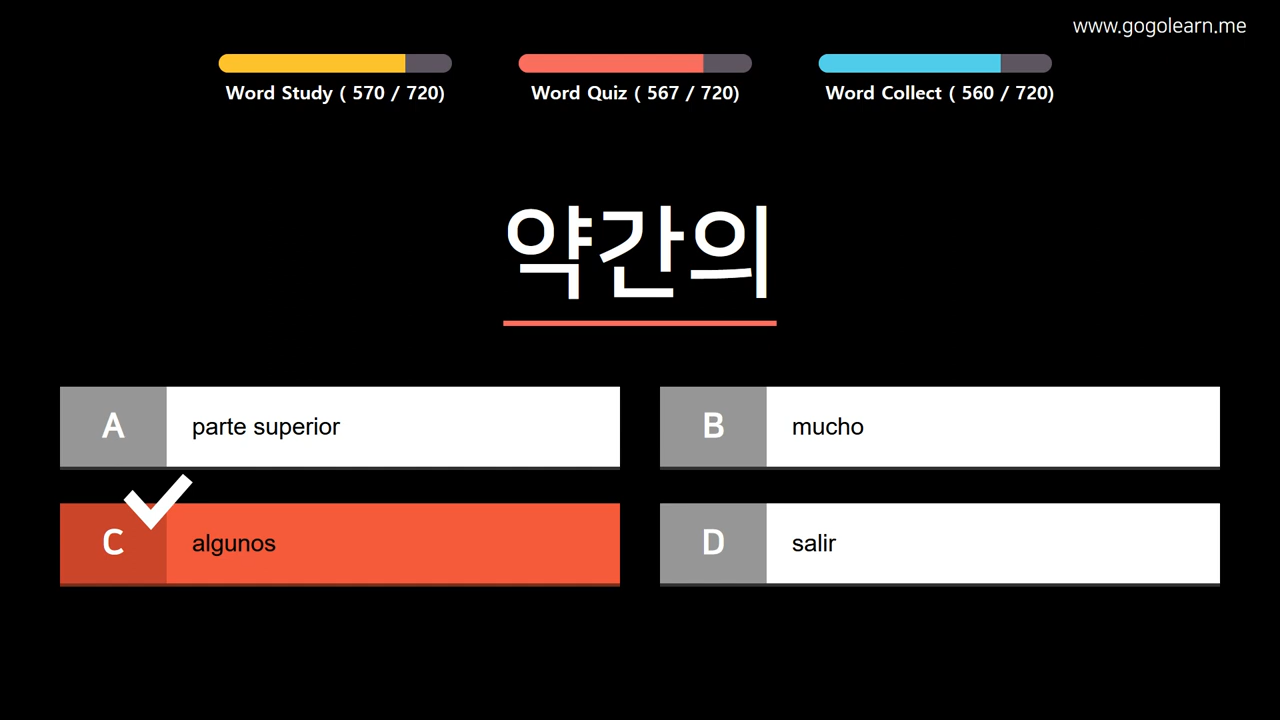 www.gogolearn.me
Word Study ( 570 / 720)
Word Quiz ( 567 / 720)
Word Collect ( 560 / 720)
약간의
A parte superior
B mucho
C algunos
D salir